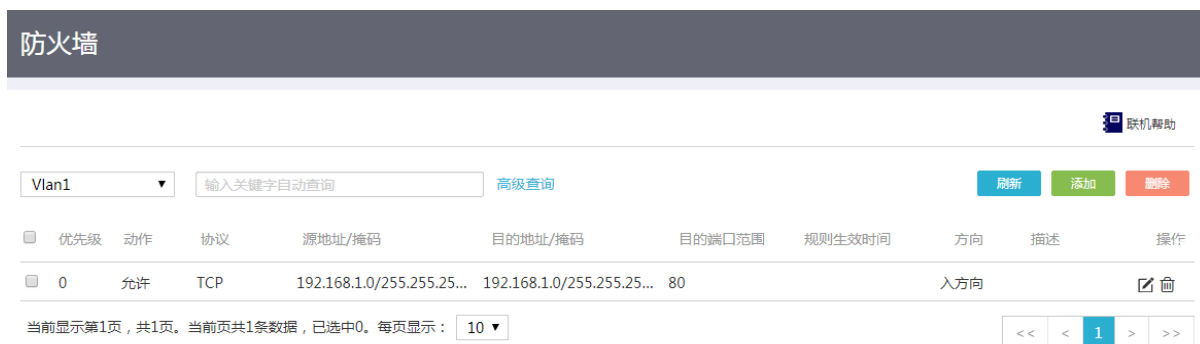 防火墙
联机帮助
Vlan1 输入关键字自动查询 高级查询 刷新 添加 删除
优先级 动作 协议 源地址/掩码 目的地址/掩码 目的端口范围 规则生效时间 方向 描述 操作
0 允许 TCP 192.168.1.0/255.255.25... 192.168.1.0/255.255.25... 80 入方向
当前显示第1页，共1页。当前页共1条数据，已选中0。每页显示： 10 << < 1 > >>